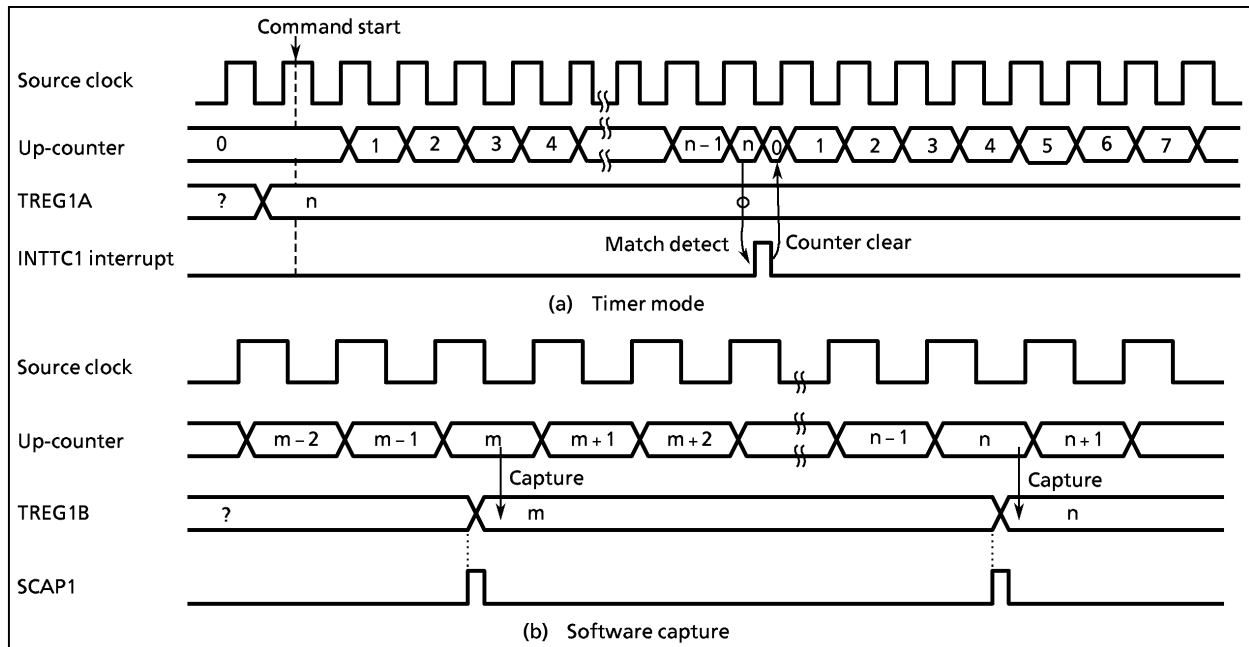 Command start
Source clock
Up-counter 0 1 2 3 4 n – 1 n 0 1 2 3 4 5 6 7
TREG1A ? n
Match detect Counter clear
INTTC1 interrupt
(a) Timer mode
Source clock
Up-counter m – 2 m – 1 m m + 1 m + 2 n – 1 n n + 1
Capture Capture
TREG1B ? m n
SCAP1
(b) Software capture